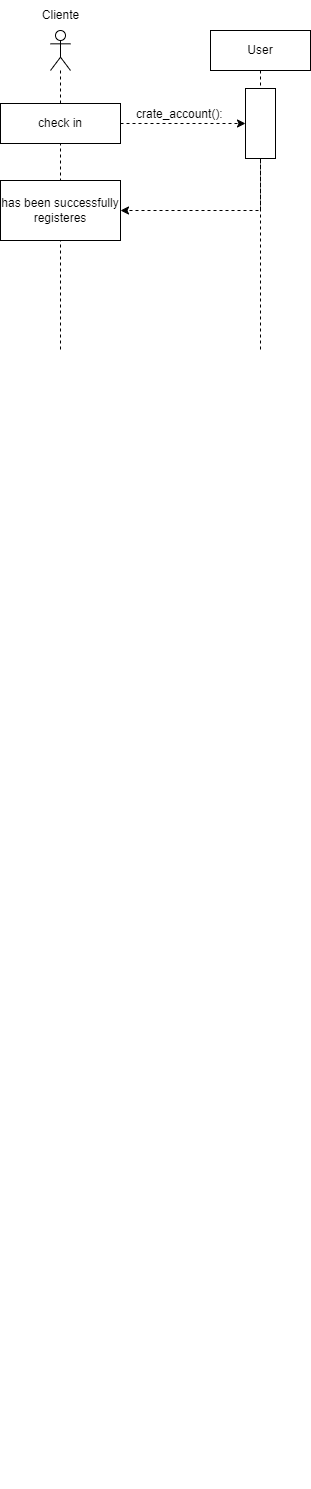 Cliente
User
check in
crate_account():
has been successfully
registeres